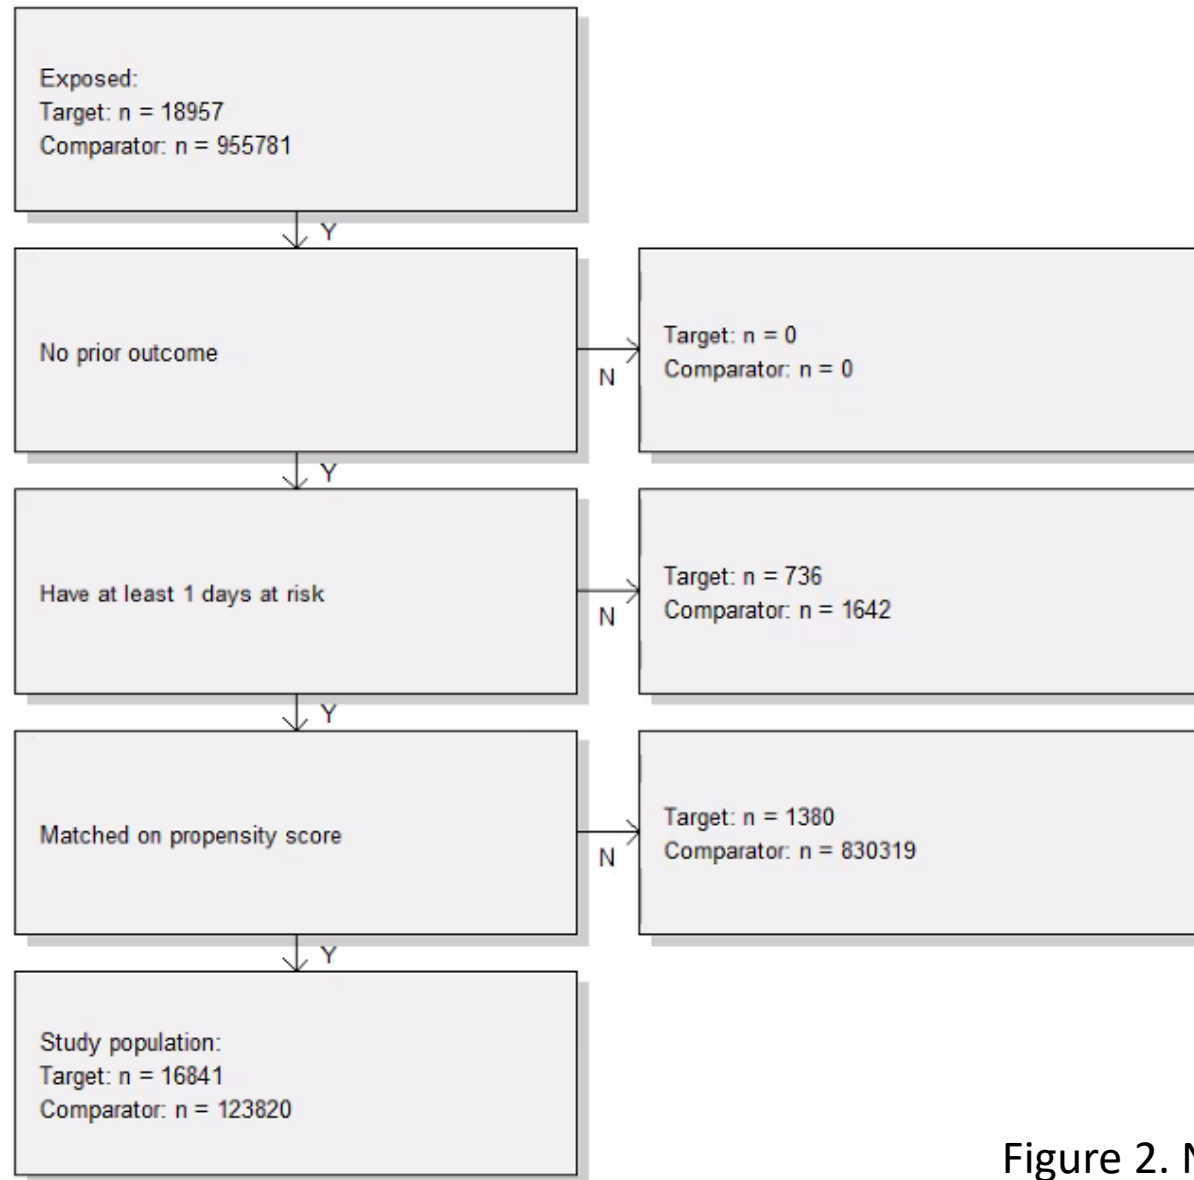 Exposed:
Target: n = 18957
Comparator: n = 955781
Y
No prior outcome
N
Target: n = 0
Comparator: n = 0
Y
Have at least 1 days at risk
N
Target: n = 736
Comparator: n = 1642
Y
Matched on propensity score
N
Target: n = 1380
Comparator: n = 830319
Y
Study population:
Target: n = 16841
Comparator: n = 123820
Figure 2. N